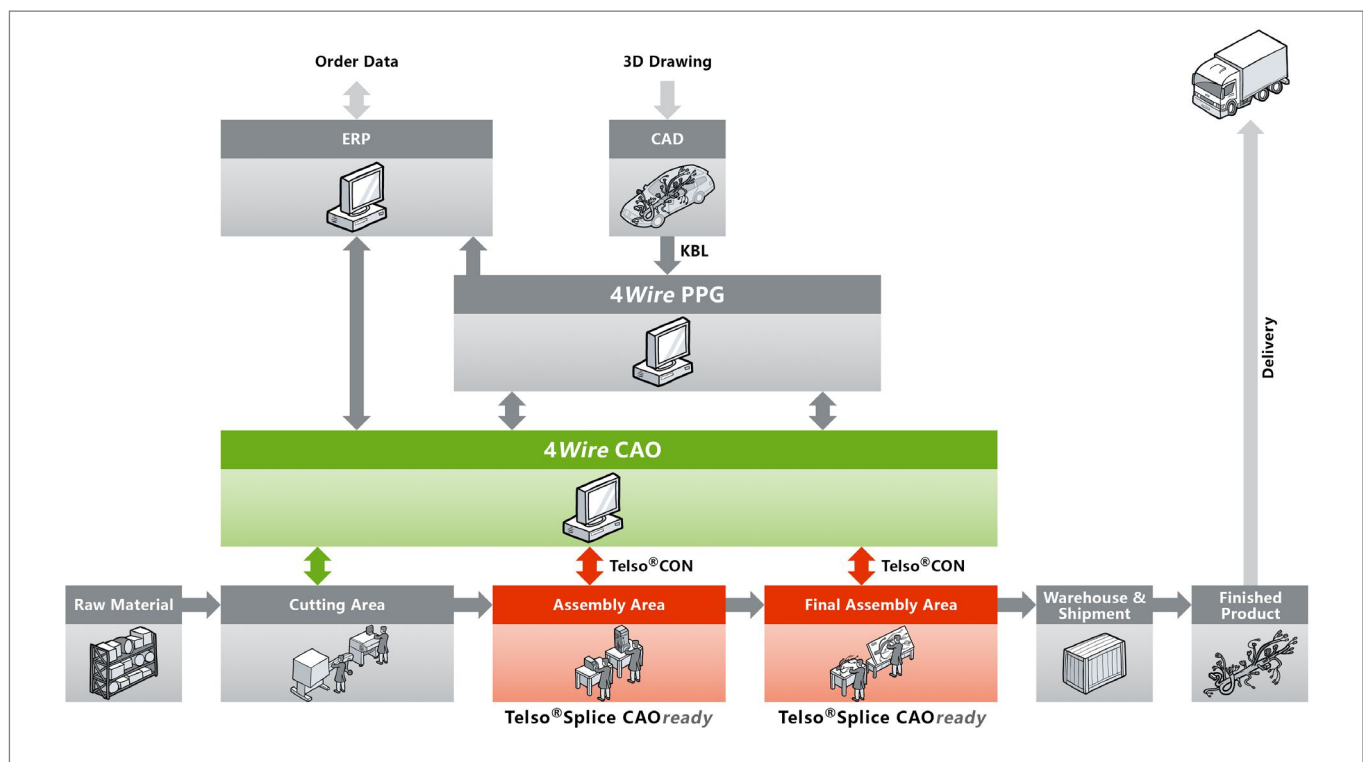 Order Data
3D Drawing
ERP
CAD
KBL
4Wire PPG
Delivery
4Wire CAO
Telso®CON
Telso®CON
Raw Material
Cutting Area
Assembly Area
Final Assembly Area
Warehouse &
Shipment
Finished
Product
Telso®Splice CAOready
Telso®Splice CAOready